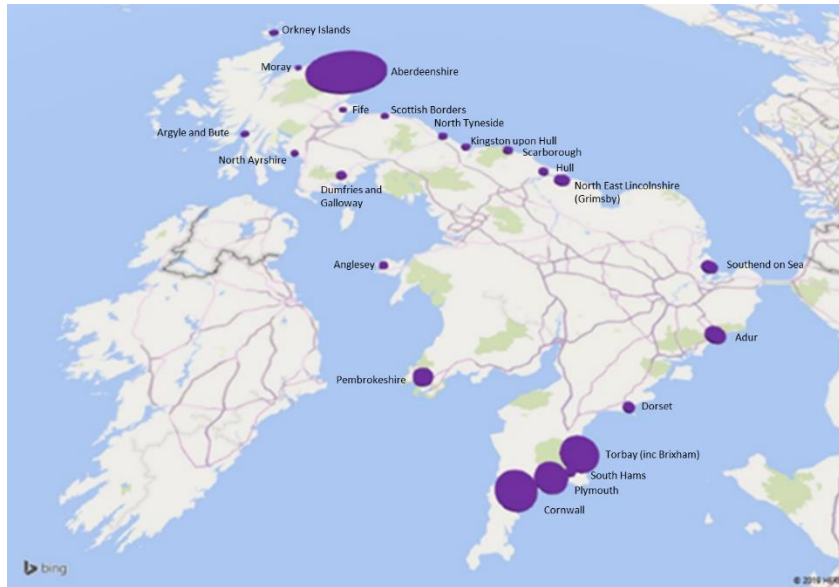 Orkney Islands
Moray
Aberdeenshire
Fife
Scottish Borders
North Tyneside
Argyle and Bute
Kingston upon Hull
North Ayrshire
Scarborough
Hull
Dumfries and
Galloway
North East Lincolnshire
(Grimsby)
Anglesey
Southend on Sea
Adur
Pembrokeshire
Dorset
Torbay (inc Brixham)
South Hams
Plymouth
Cornwall
bing